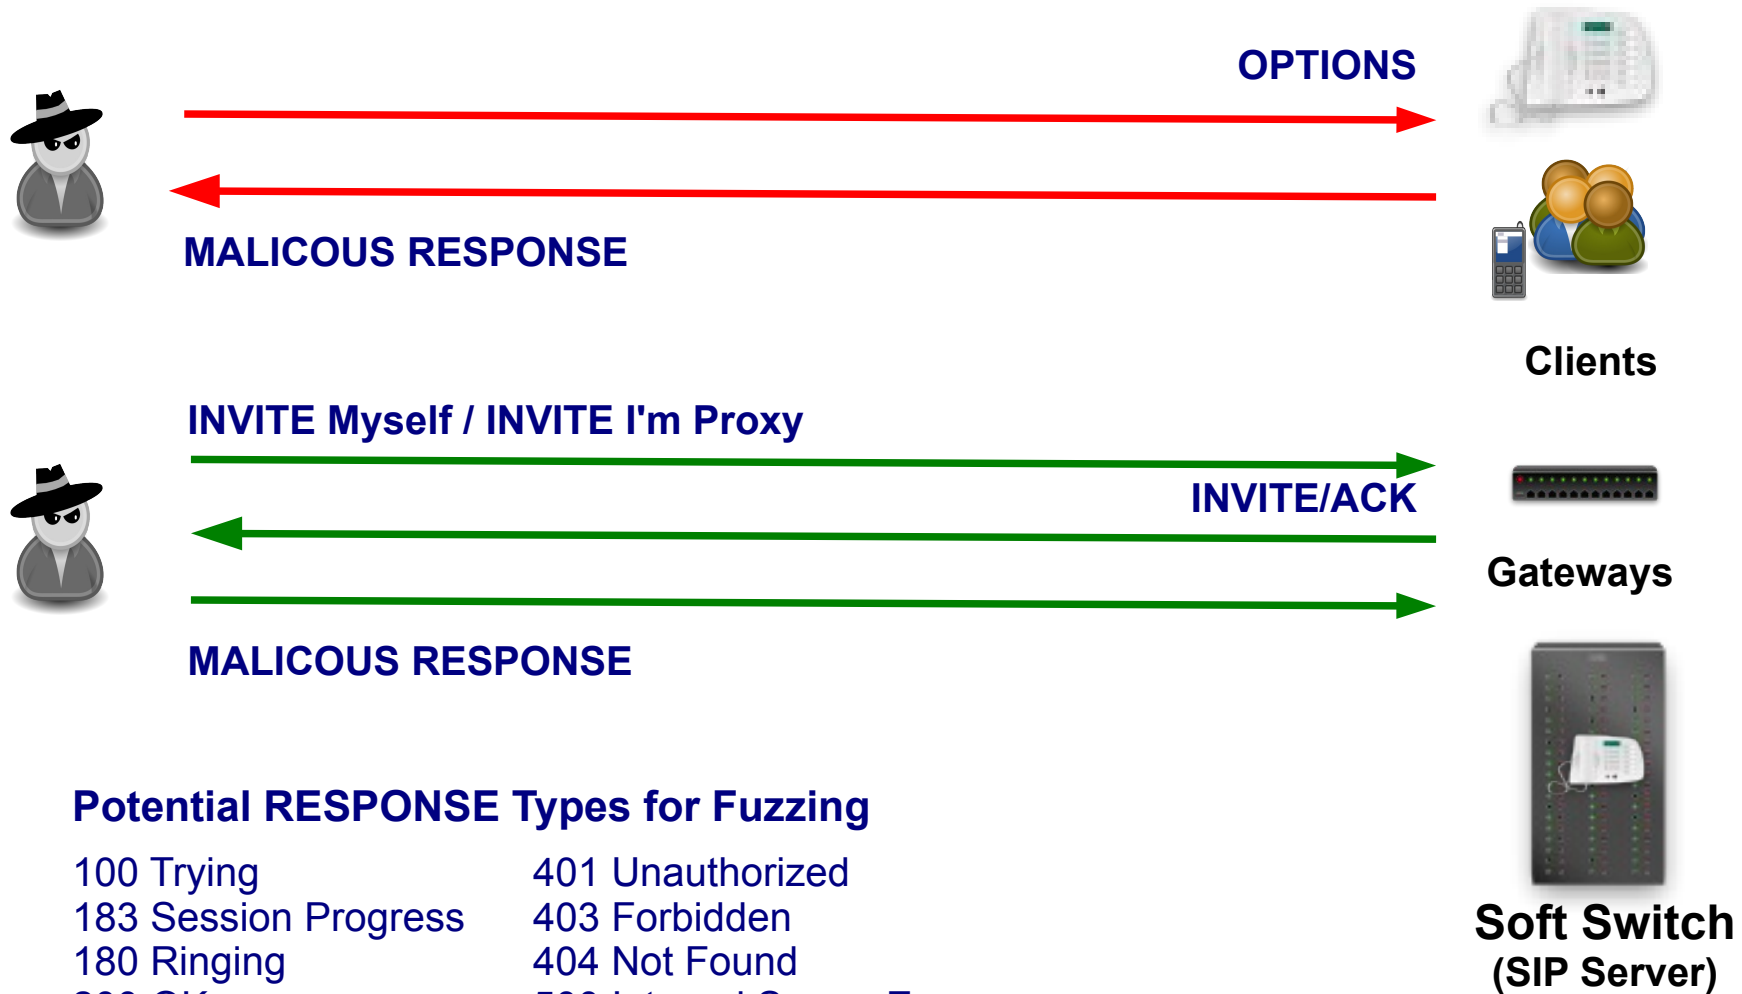 OPTIONS
MALICOUS RESPONSE
Clients
INVITE Myself / INVITE I'm Proxy
INVITE/ACK
Gateways
MALICOUS RESPONSE
Potential RESPONSE Types for Fuzzing
100 Trying
183 Session Progress
180 Ringing
401 Unauthorized
403 Forbidden
404 Not Found
Soft Switch
(SIP Server)